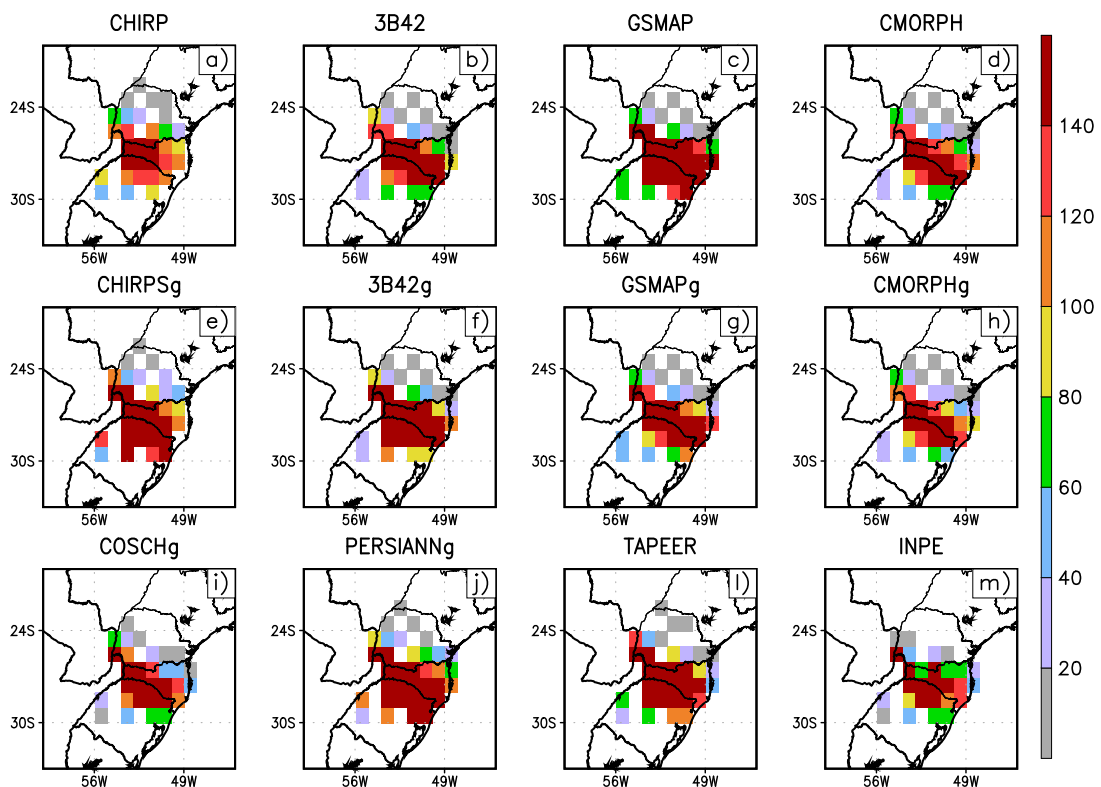 CHIRP 3B42 GSMAP CMORPH
a) b) c) d)
24S 24S 24S 24S
30S 30S 30S 30S
56W 49W 56W 49W 56W 49W 56W 49W
CHIRPSg 3B42g GSMAPg CMORPHg
e) f) g) h)
24S 24S 24S 24S
30S 30S 30S 30S
56W 49W 56W 49W 56W 49W 56W 49W
COSCHg PERSIANNg TAPEER INPE
i) j) l) m)
24S 24S 24S 24S
30S 30S 30S 30S
56W 49W 56W 49W 56W 49W 56W 49W
140
120
100
80
60
40
20